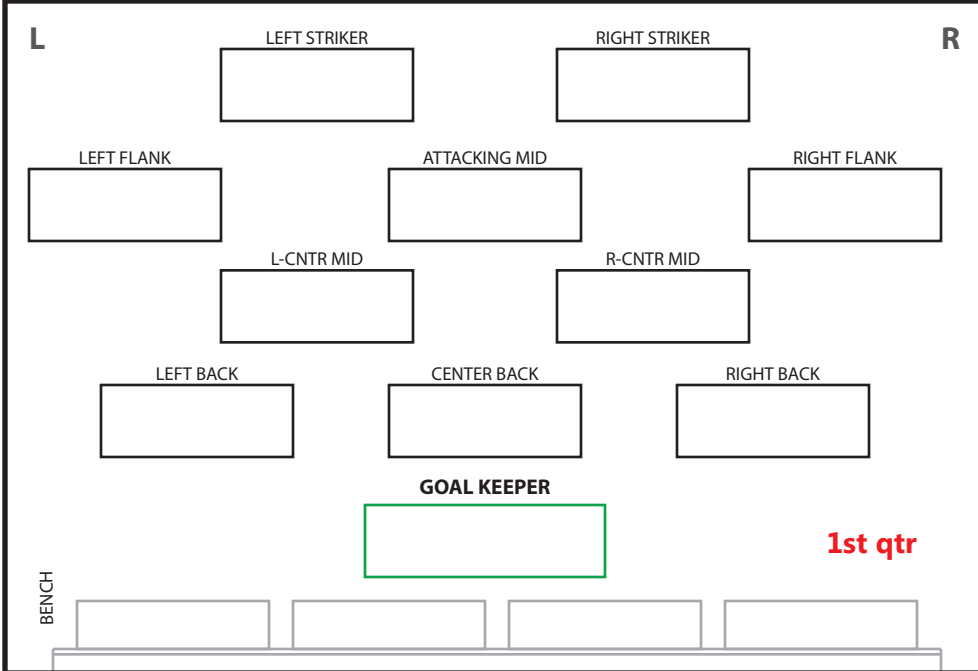 L
R
LEFT STRIKER
RIGHT STRIKER
LEFT FLANK
ATTACKING MID
RIGHT FLANK
L-CNTR MID
R-CNTR MID
LEFT BACK
CENTER BACK
RIGHT BACK
GOAL KEEPER
1st qtr
BENCH